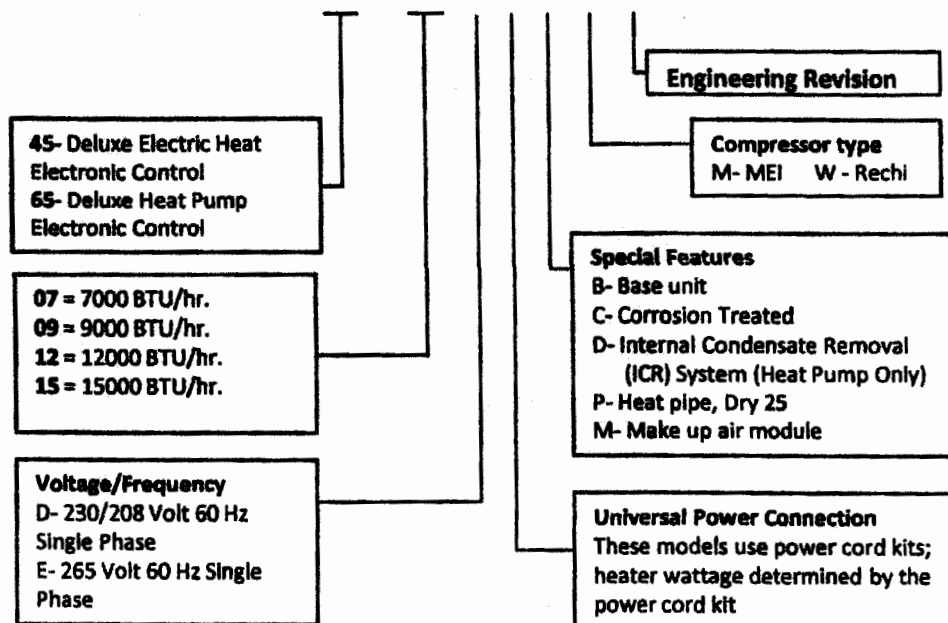 Engineering Revision
45- Deluxe Electric Heat
Electronic Control
65- Deluxe Heat Pump
Electronic Control
Compressor type
M- MEI W - Rechi
07 = 7000 BTU/hr.
09 = 9000 BTU/hr.
12 = 12000 BTU/hr.
15 = 15000 BTU/hr.
Special Features
B- Base unit
C- Corrosion Treated
D- Internal Condensate Removal
(ICR) System (Heat Pump Only)
P- Heat pipe, Dry 25
M- Make up air module
Voltage/Frequency
D- 230/208 Volt 60 Hz
Single Phase
E- 265 Volt 60 Hz Single
Phase
Universal Power Connection
These models use power cord kits;
heater wattage determined by the
power cord kit